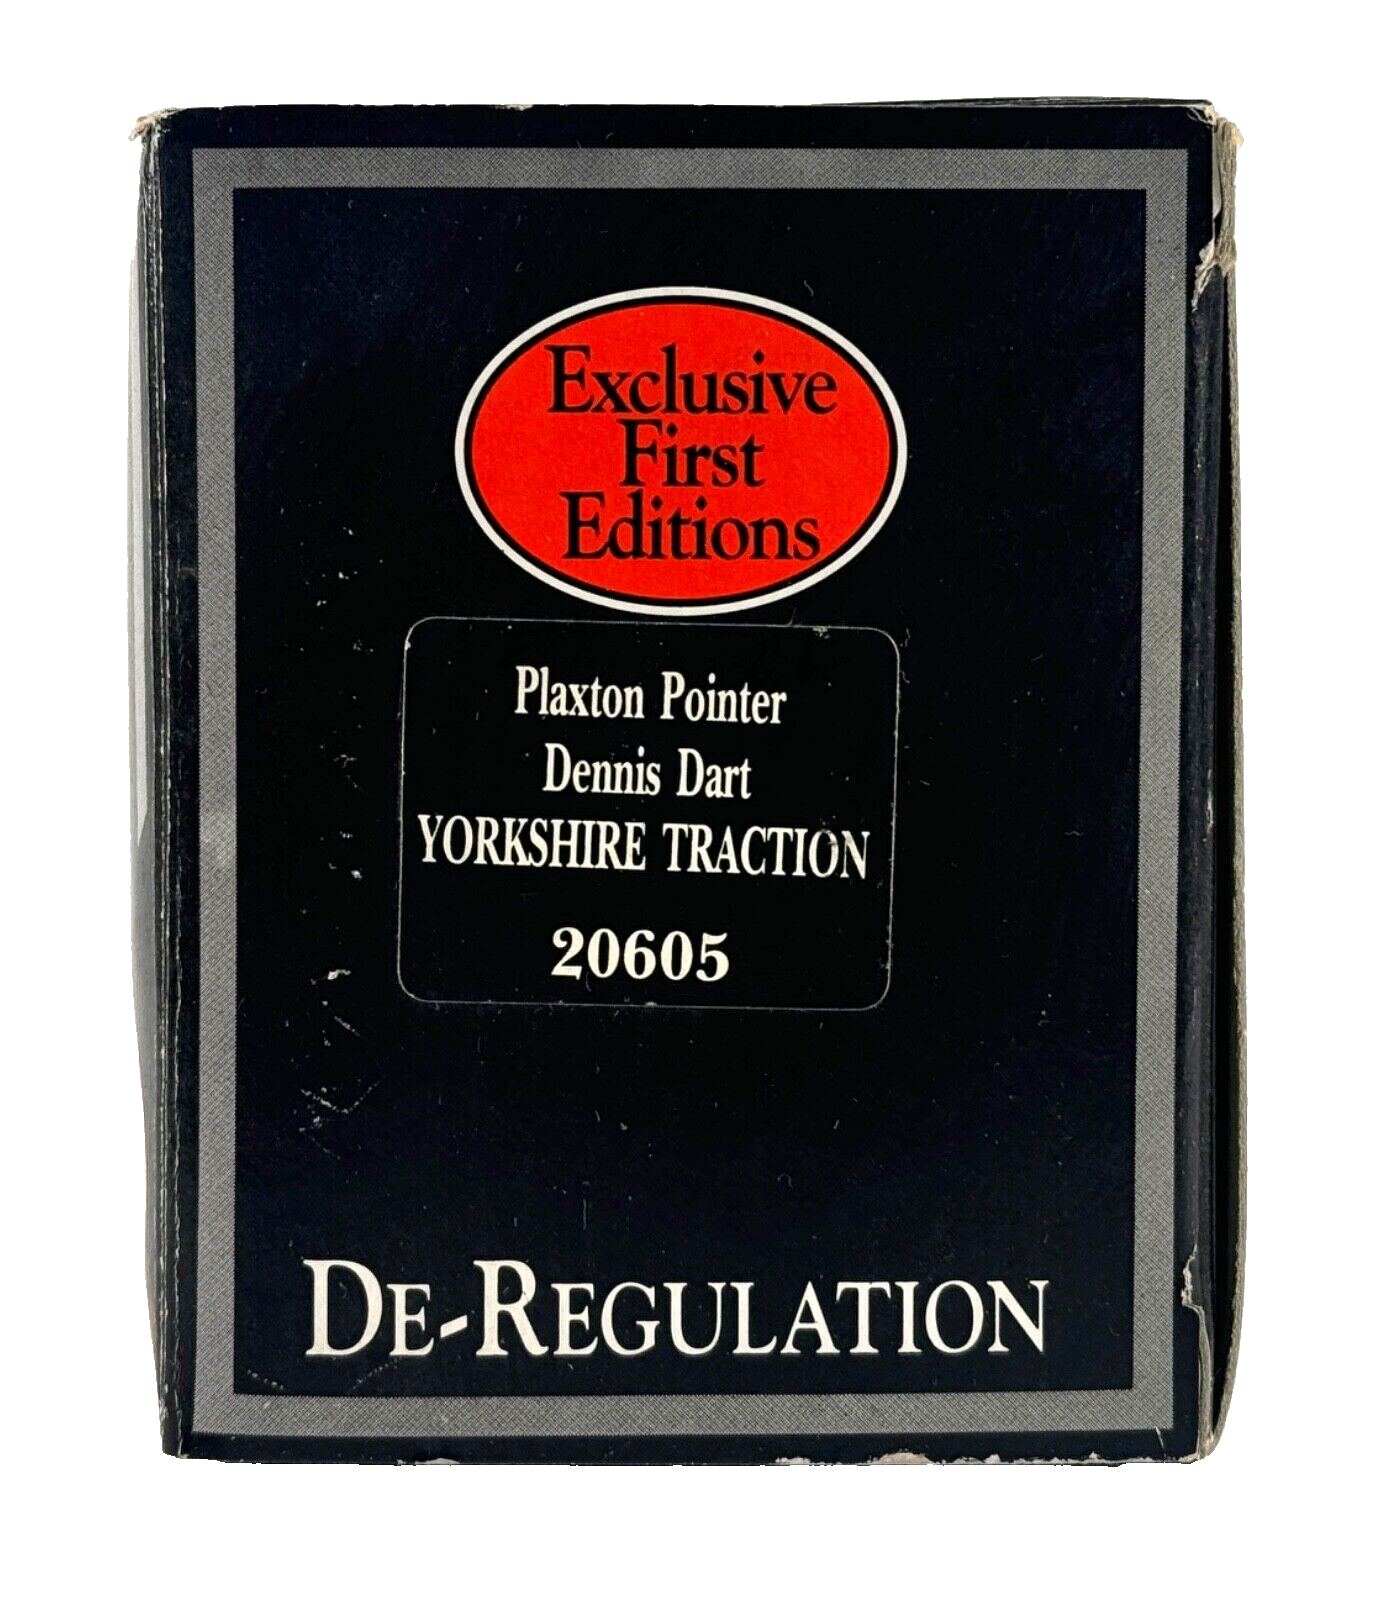 Exclusive
First
Editions
Plaxton Pointer
Dennis Dart
YORKSHIRE TRACTION
20605
DE-REGULATION